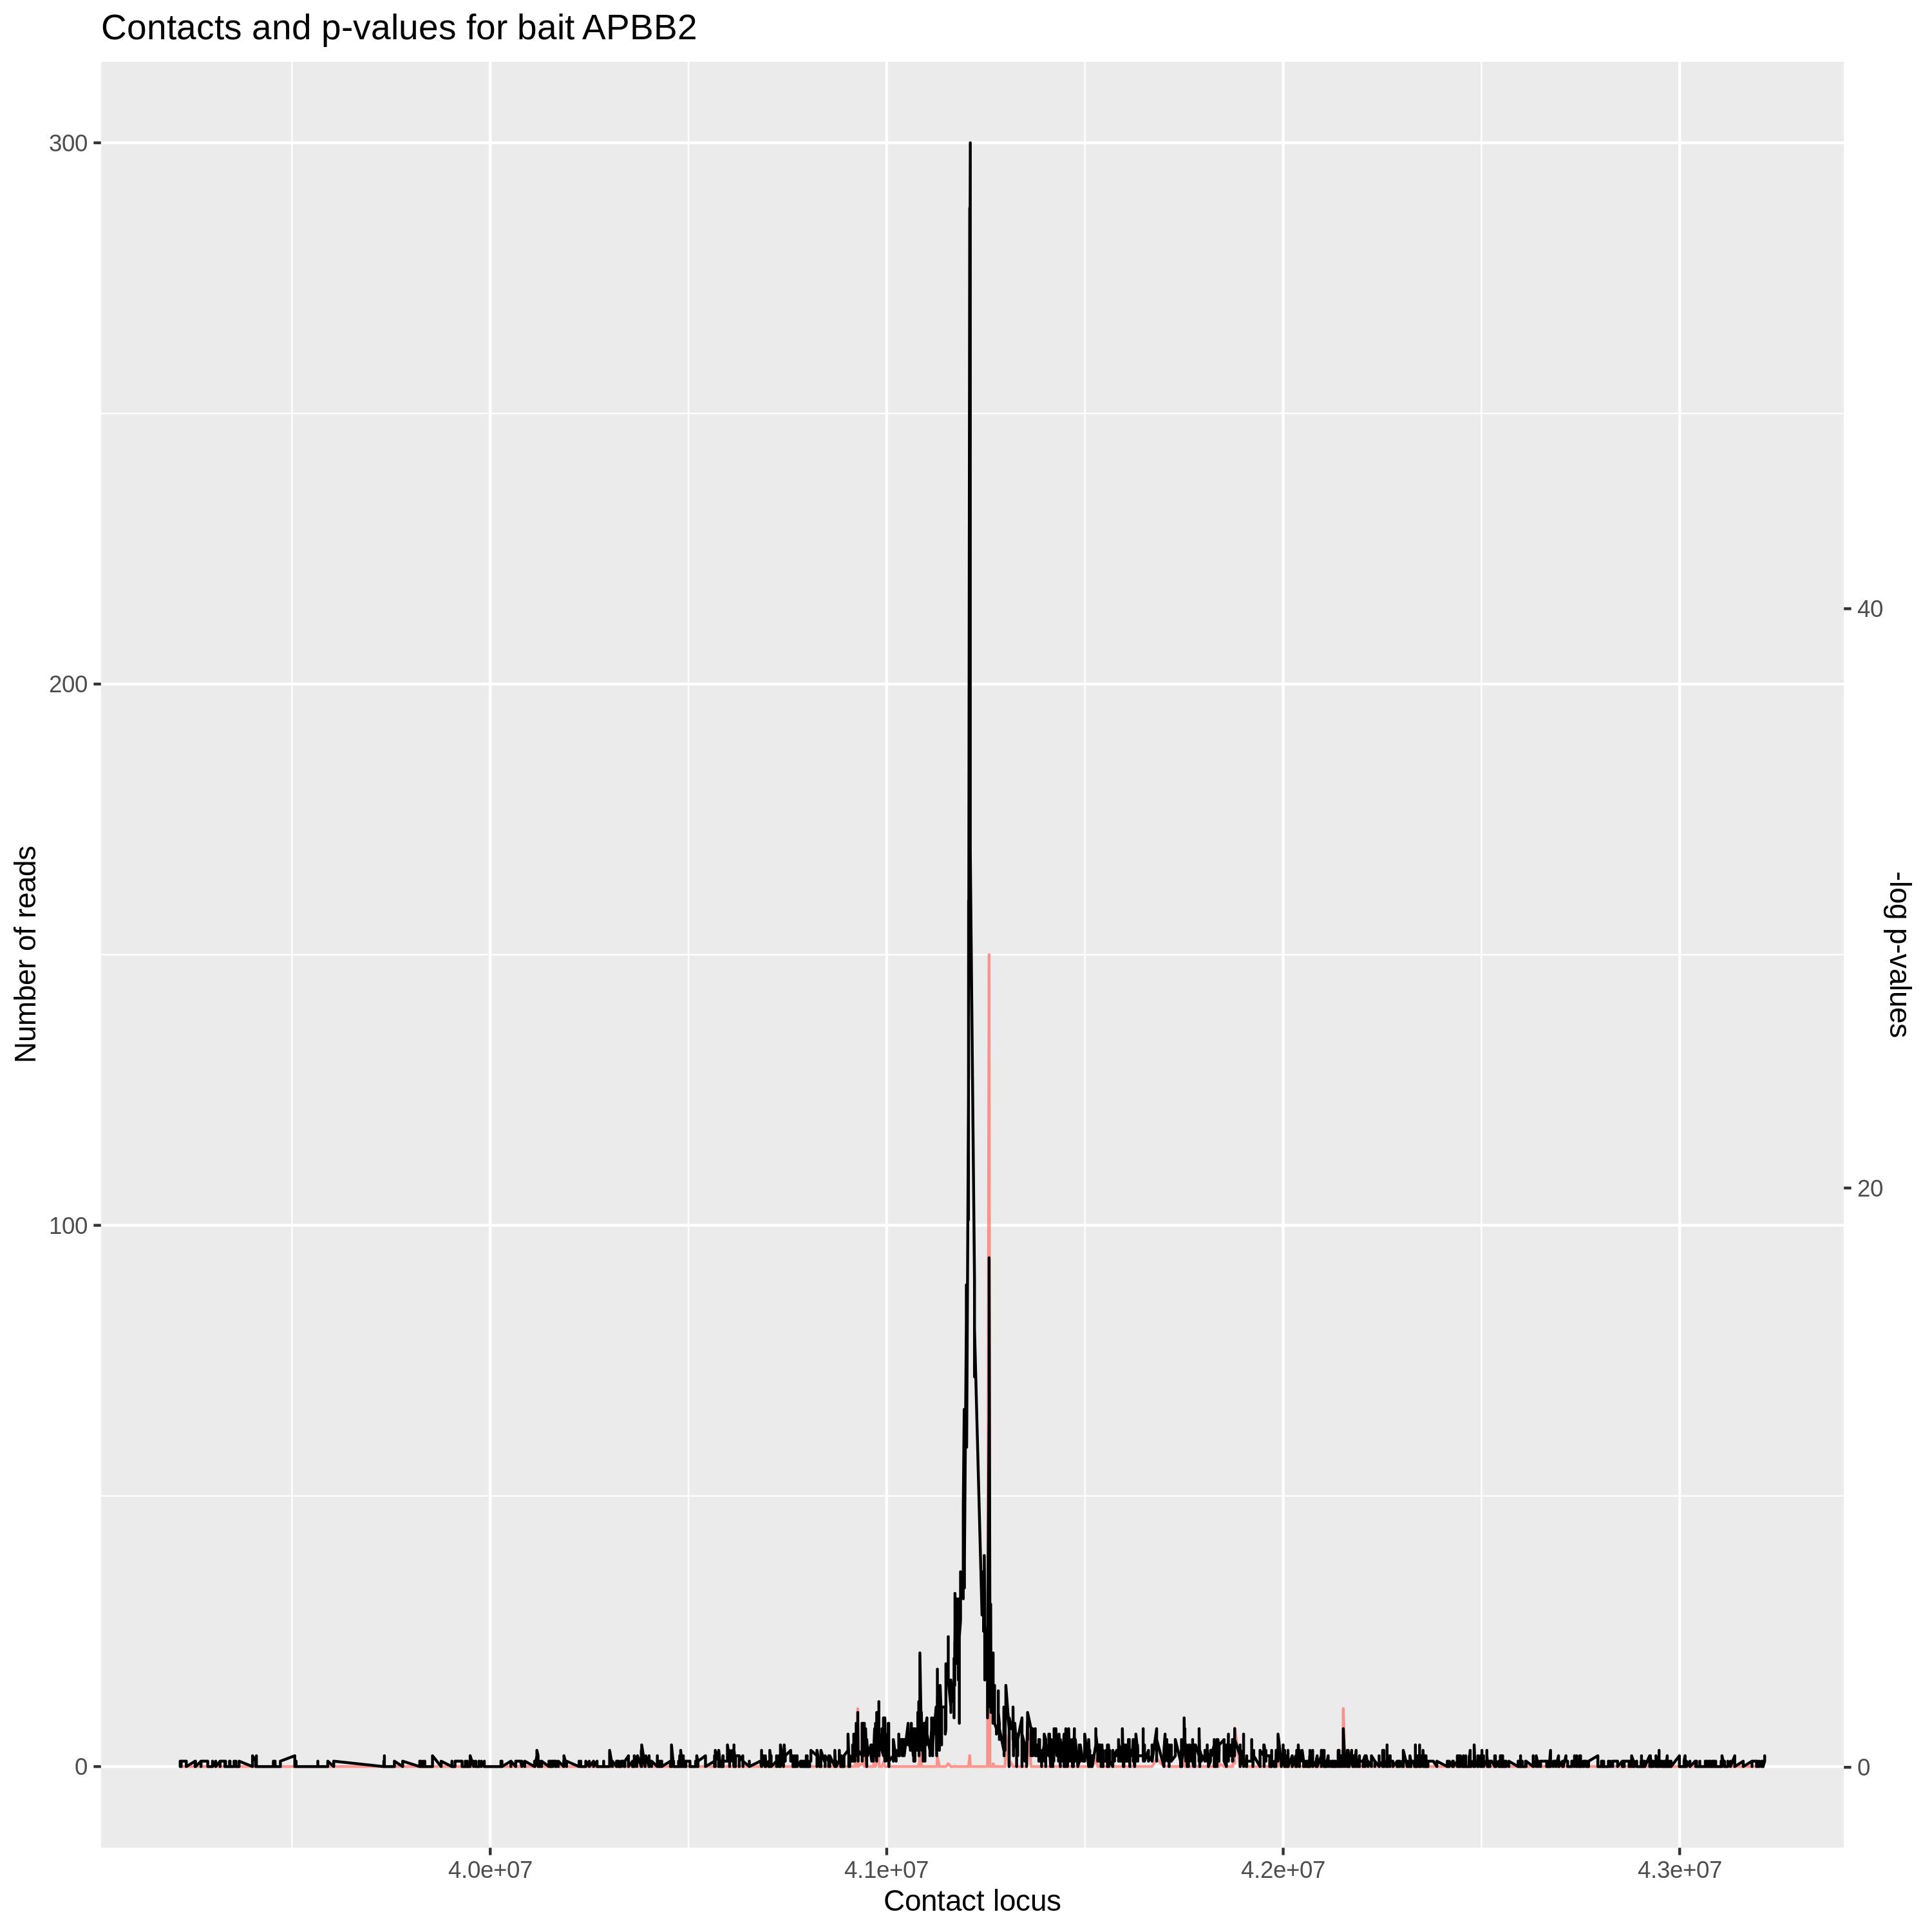 Contacts and p-values for bait APBB2
300
200
100
0
Number of reads
40
20
0
-log p-values
4.0e+07
4.1e+07
4.2e+07
4.3e+07
Contact locus